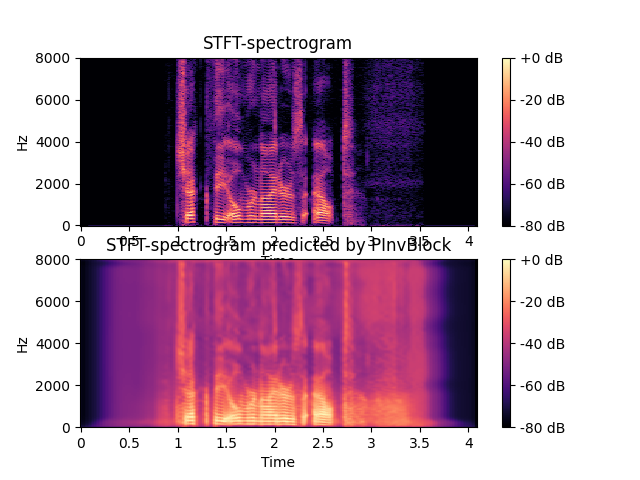 STFT-spectrogram
8000
6000
4000
2000
0
Hz
0 0.5 1 1.5 2 2.5 3 3.5 4
Time
+0 dB
-20 dB
-40 dB
-60 dB
-80 dB
STFT-spectrogram predicted by PInvBlock
8000
6000
4000
2000
0
Hz
0 0.5 1 1.5 2 2.5 3 3.5 4
Time
+0 dB
-20 dB
-40 dB
-60 dB
-80 dB